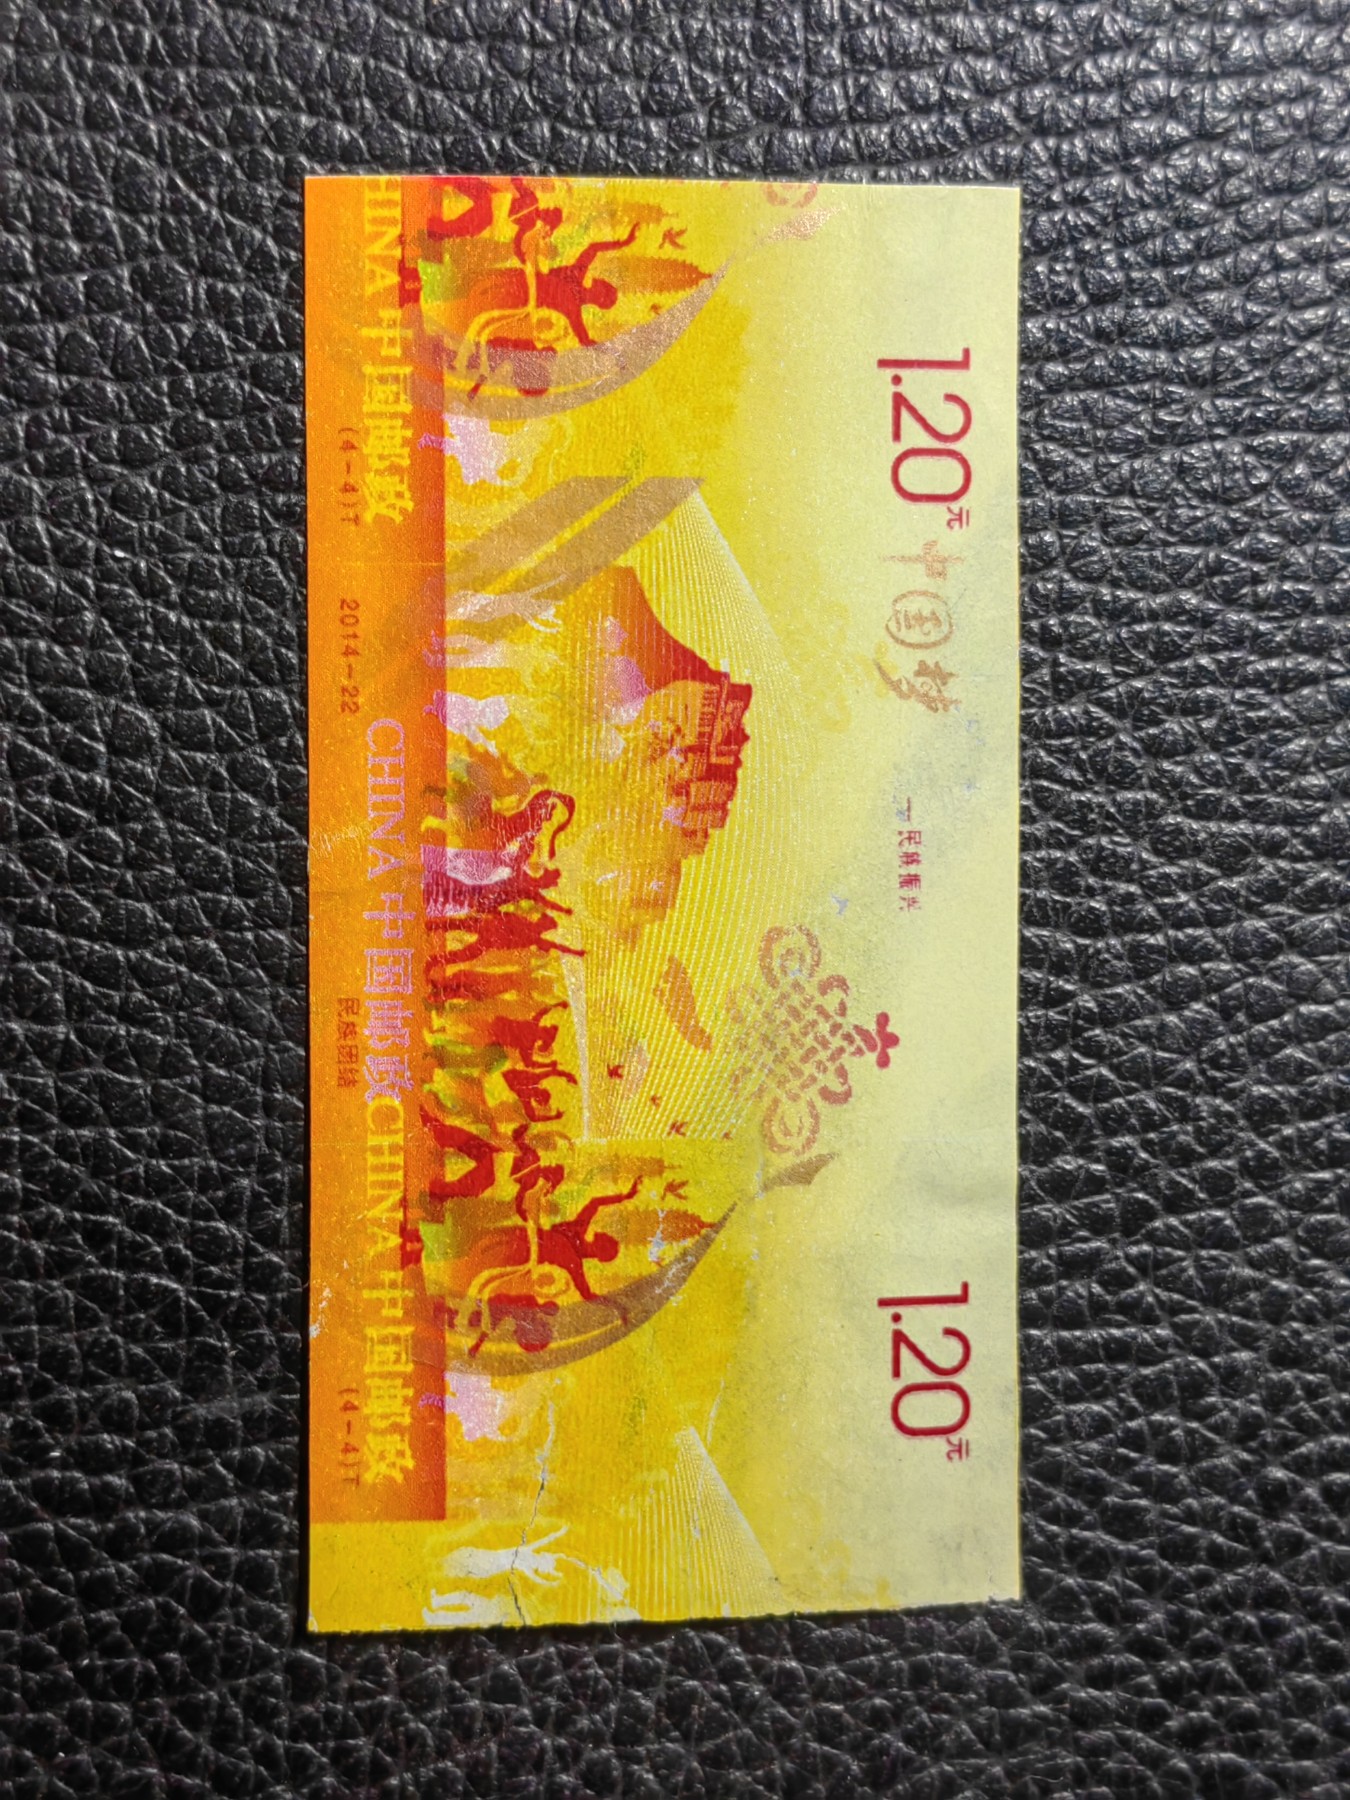 1.20元
1.20元
中国梦
—民族振兴
HINA 中国邮政
CHINA 中国邮政
CHINA 中国邮政
(4-4)T
2014-22
民族团结
(4-4)T